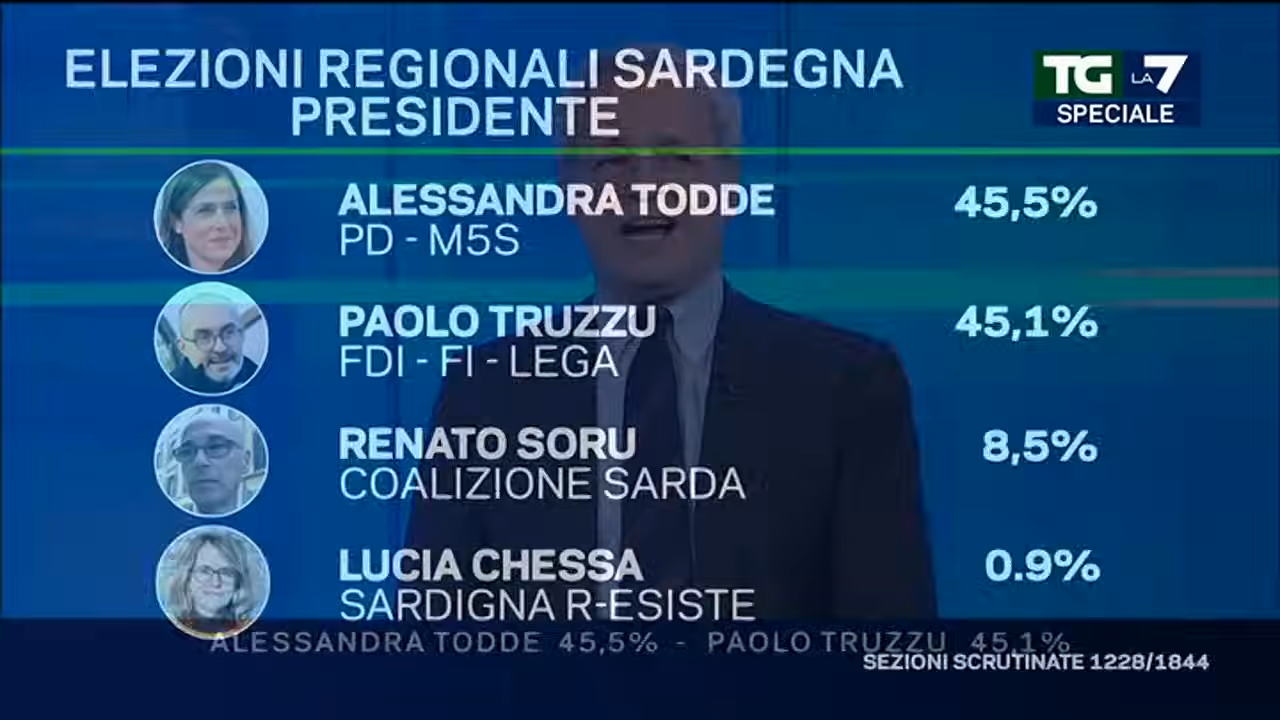 ELEZIONI REGIONALI SARDEGNA
PRESIDENTE
TG LA7
SPECIALE
ALESSANDRA TODDE 45,5%
PD - M5S
PAOLO TRUZZU 45,1%
FDI - FI - LEGA
RENATO SORU 8,5%
COALIZIONE SARDA
LUCIA CHESSA 0.9%
SARDIGNA R-ESISTE
ALESSANDRA TODDE 45,5% - PAOLO TRUZZU 45,1%
SEZIONI SCRUTINATE 1228/1844